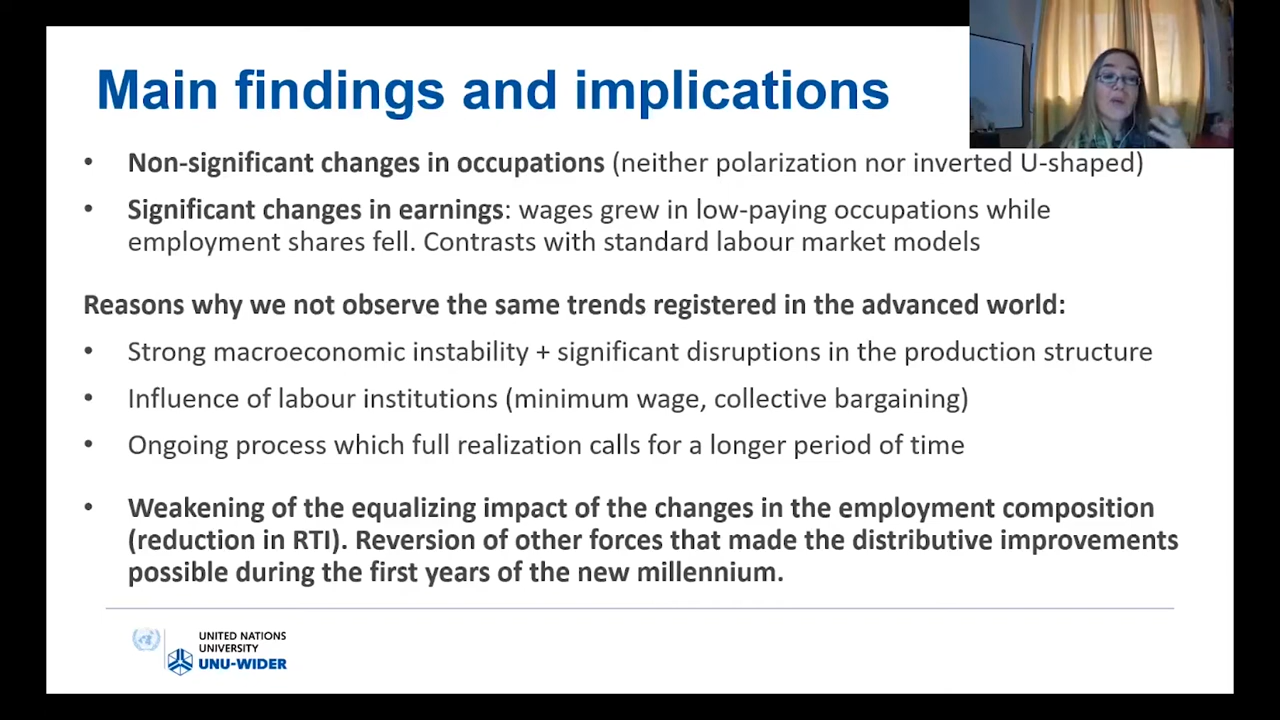 Main findings and implications
• Non-significant changes in occupations (neither polarization nor inverted U-shaped)
• Significant changes in earnings: wages grew in low-paying occupations while
employment shares fell. Contrasts with standard labour market models
Reasons why we not observe the same trends registered in the advanced world:
• Strong macroeconomic instability + significant disruptions in the production structure
• Influence of labour institutions (minimum wage, collective bargaining)
• Ongoing process which full realization calls for a longer period of time
• Weakening of the equalizing impact of the changes in the employment composition
(reduction in RTI). Reversion of other forces that made the distributive improvements
possible during the first years of the new millennium.
UNITED NATIONS
UNIVERSITY
UNU-WIDER